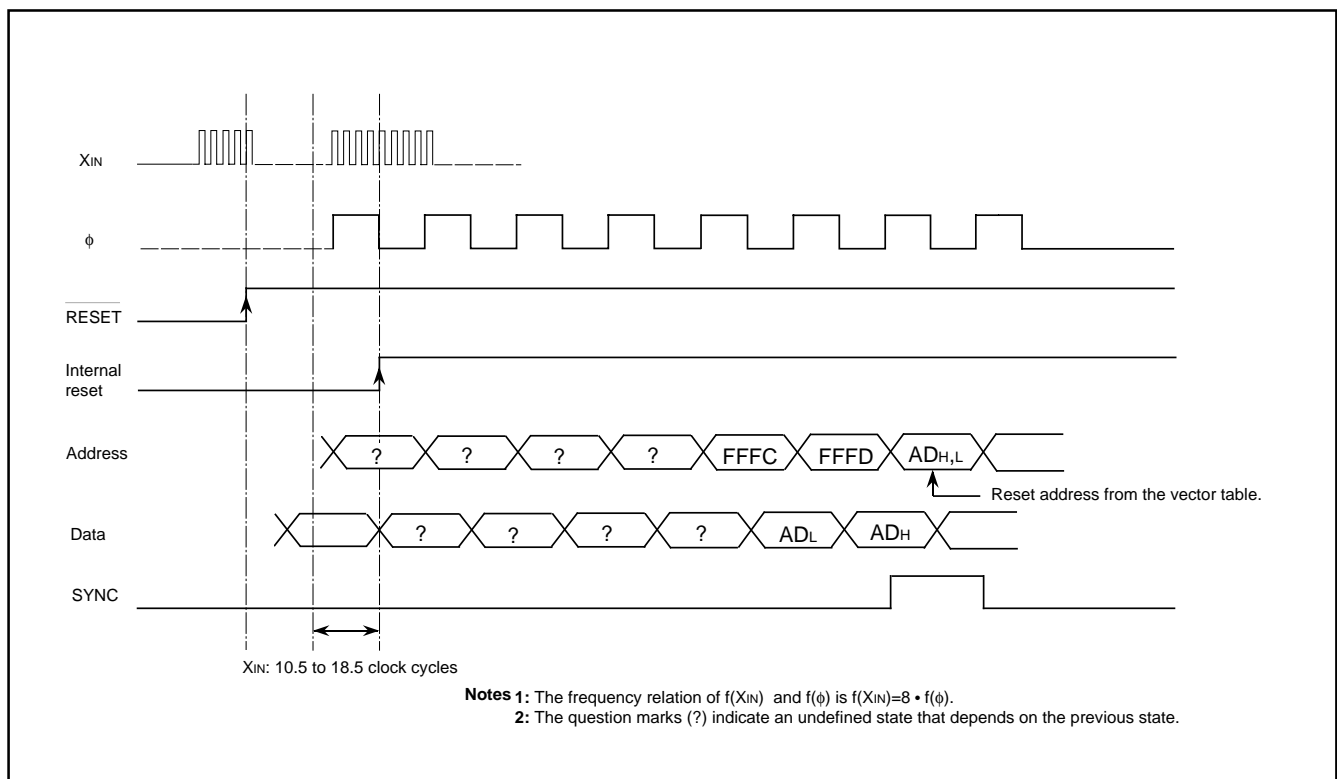 XIN
φ
RESET
Internal
reset
Address
? ? ? ? FFFC FFFD ADH,L
Reset address from the vector table.
Data
? ? ? ? ADL ADH
SYNC
XIN: 10.5 to 18.5 clock cycles
Notes 1: The frequency relation of f(XIN) and f(φ) is f(XIN)=8 • f(φ).
2: The question marks (?) indicate an undefined state that depends on the previous state.